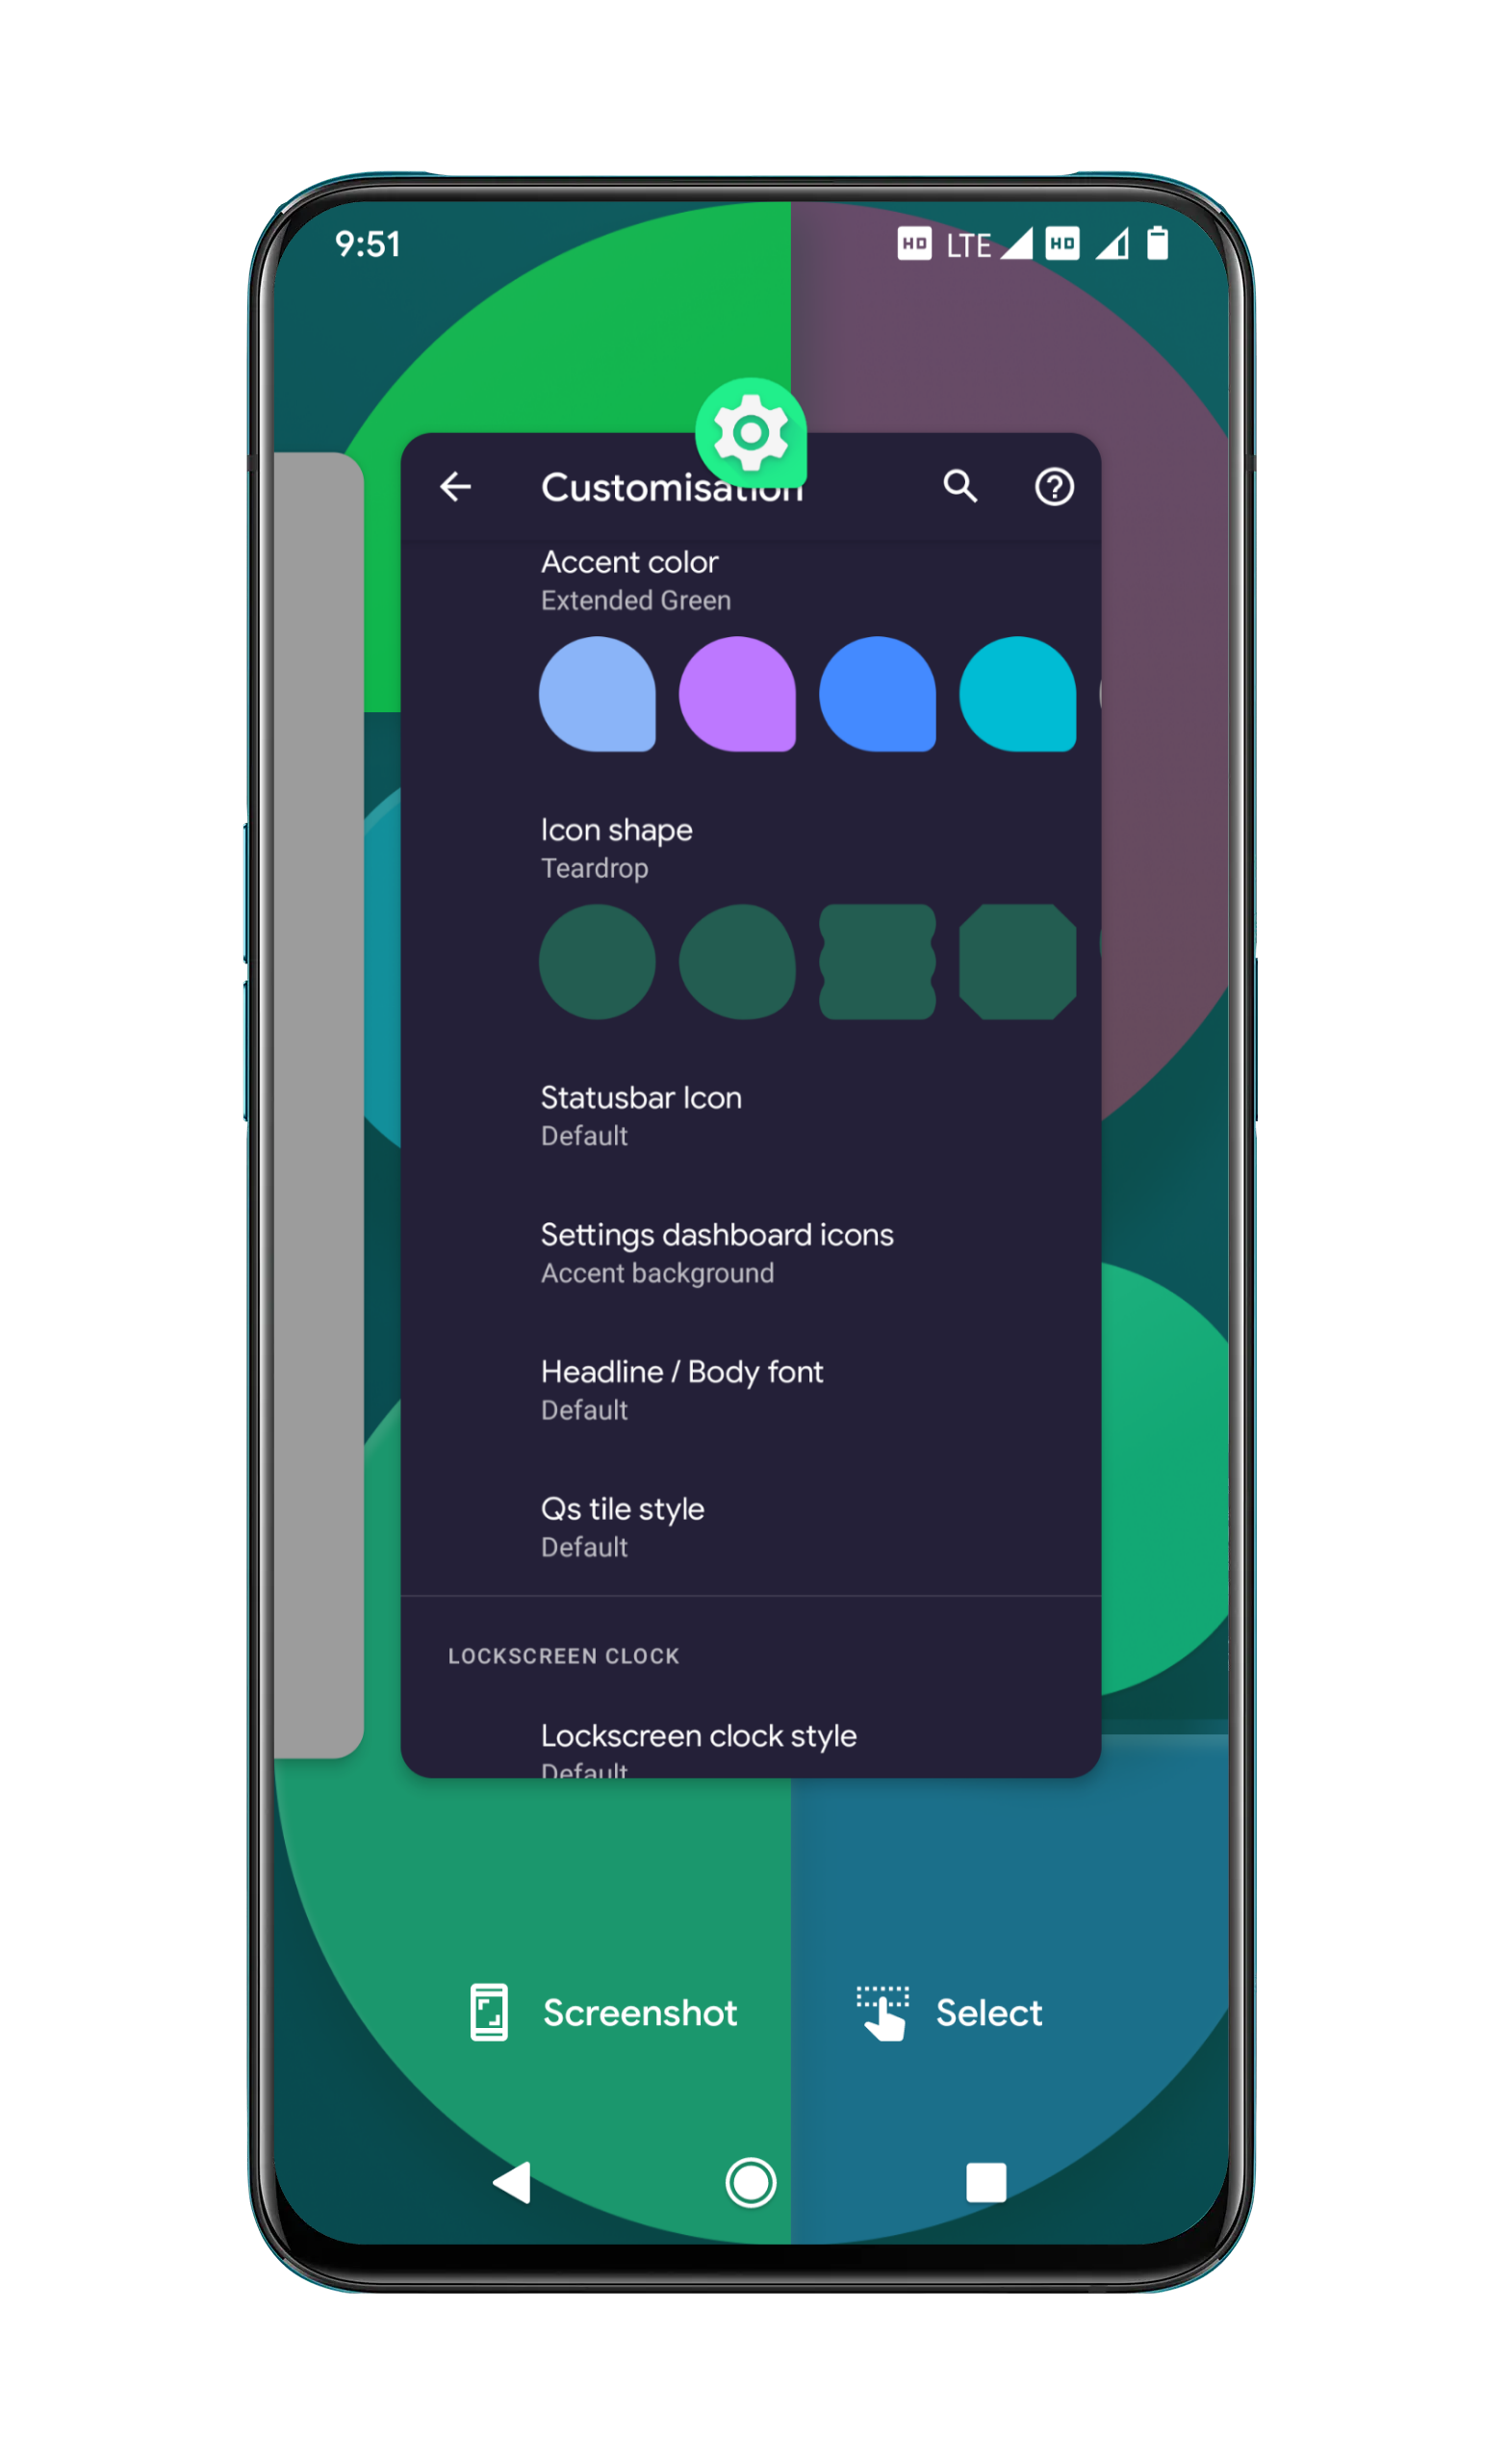 9:51
HD LTE HD
Customisation
Accent color
Extended Green
Icon shape
Teardrop
Statusbar Icon
Default
Settings dashboard icons
Accent background
Headline / Body font
Default
Qs tile style
Default
LOCKSCREEN CLOCK
Lockscreen clock style
Default
Screenshot
Select